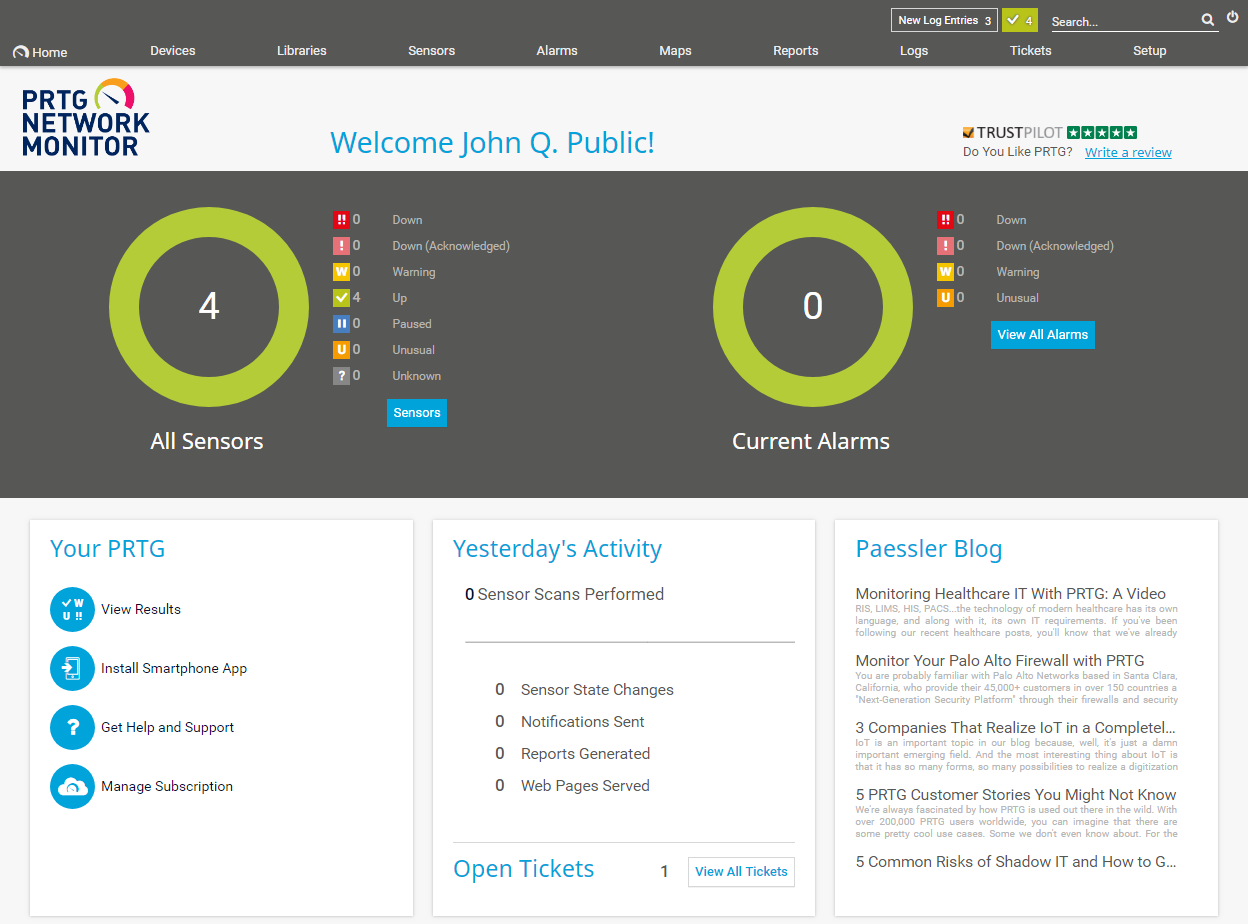 New Log Entries 3
4
Search...
Home Devices Libraries Sensors Alarms Maps Reports Logs Tickets Setup
PRTG
NETWORK
MONITOR
Welcome John Q. Public!
TRUSTPILOT
Do You Like PRTG? Write a review
4
All Sensors
!! 0 Down
! 0 Down (Acknowledged)
W 0 Warning
4 Up
0 Paused
U 0 Unusual
? 0 Unknown
Sensors
0
Current Alarms
!! 0 Down
! 0 Down (Acknowledged)
W 0 Warning
U 0 Unusual
View All Alarms
Your PRTG
W
U !!
View Results
Install Smartphone App
? Get Help and Support
Manage Subscription
Yesterday's Activity
0 Sensor Scans Performed
0 Sensor State Changes
0 Notifications Sent
0 Reports Generated
0 Web Pages Served
Open Tickets 1 View All Tickets
Paessler Blog
Monitoring Healthcare IT With PRTG: A Video
RIS, LIMS, HIS, PACS...the technology of modern healthcare has its own
language, and along with it, its own IT requirements. If you've been
following our recent healthcare posts, you'll know that we've already
Monitor Your Palo Alto Firewall with PRTG
You are probably familiar with Palo Alto Networks based in Santa Clara,
California, who provide their 45,000+ customers in over 150 countries a
"Next-Generation Security Platform" through their firewalls and security
3 Companies That Realize IoT in a Completel...
IoT is an important topic in our blog because, well, it's just a damn
important emerging field. And the most interesting thing about IoT is
that it has so many forms, so many possibilities to realize a digitization
5 PRTG Customer Stories You Might Not Know
We're always fascinated by how PRTG is used out there in the wild. With
over 200,000 PRTG users worldwide, you can imagine that there are
some pretty cool use cases. Some we don't even know about. For the
5 Common Risks of Shadow IT and How to G...